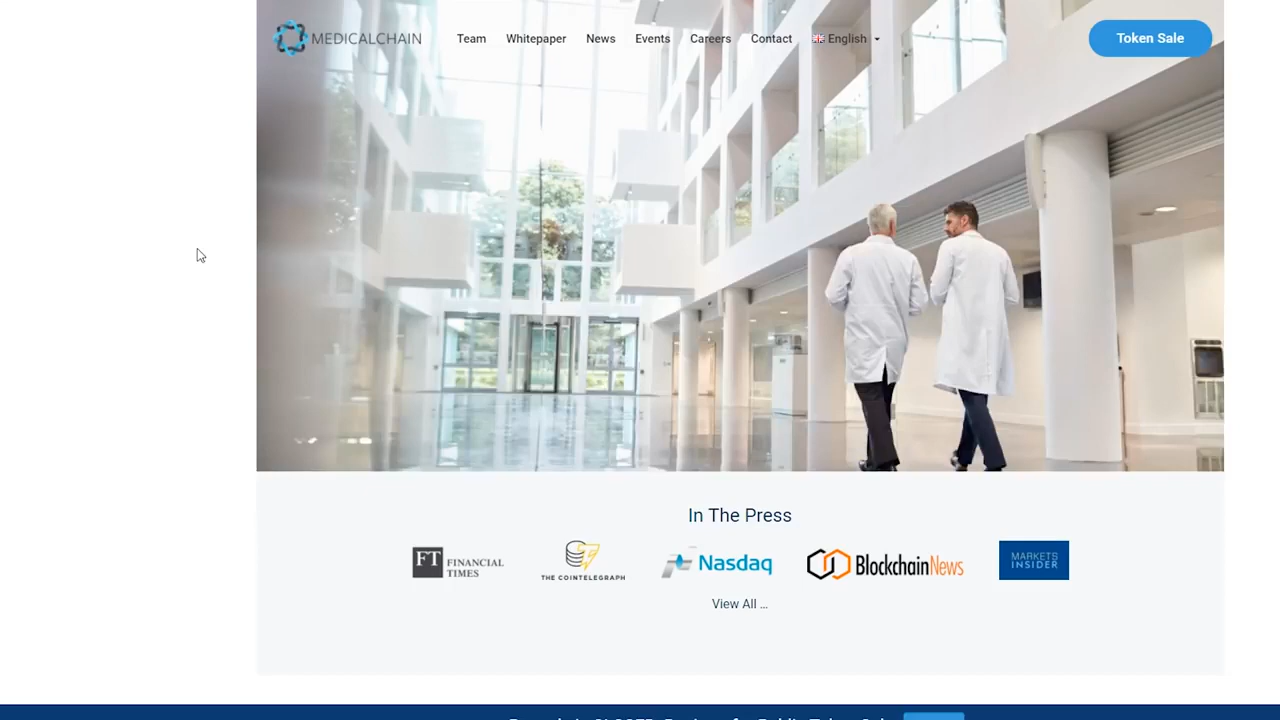 MEDICALCHAIN
Team Whitepaper News Events Careers Contact English Token Sale
In The Press
FT FINANCIAL TIMES
THE COINTELEGRAPH
Nasdaq
BlockchainNews
MARKETS INSIDER
View All ...